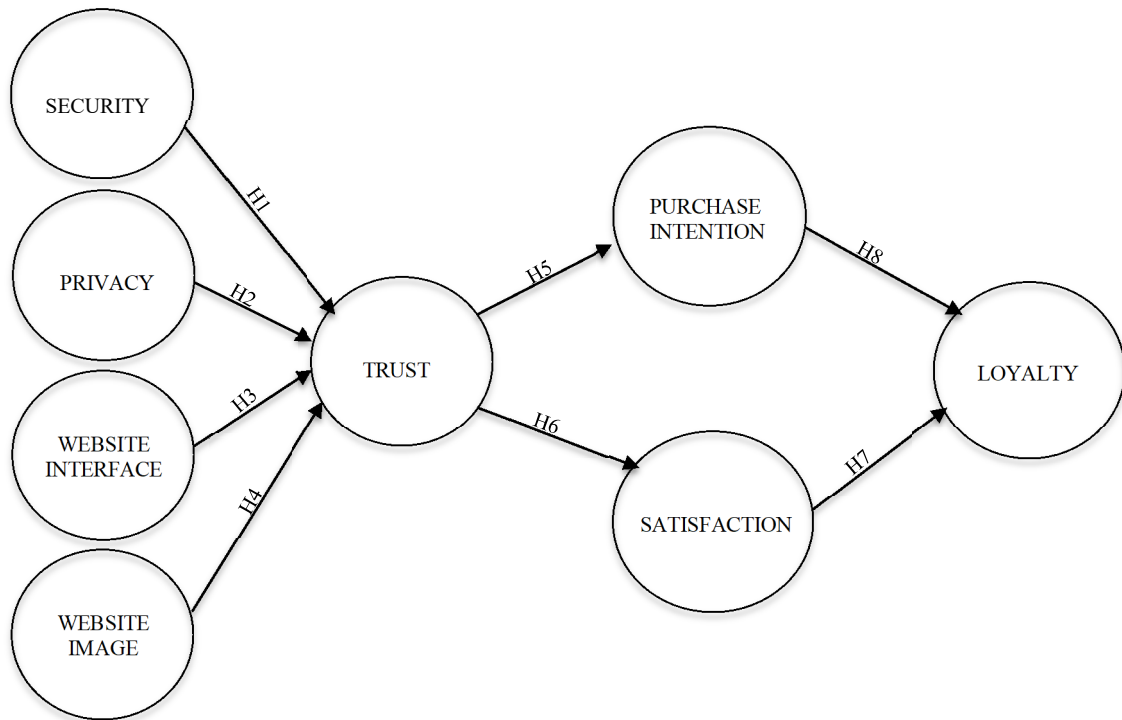 SECURITY
H1
PRIVACY
H2
WEBSITE
INTERFACE
H3
WEBSITE
IMAGE
H4
TRUST
H5
H6
PURCHASE
INTENTION
SATISFACTION
H8
H7
LOYALTY